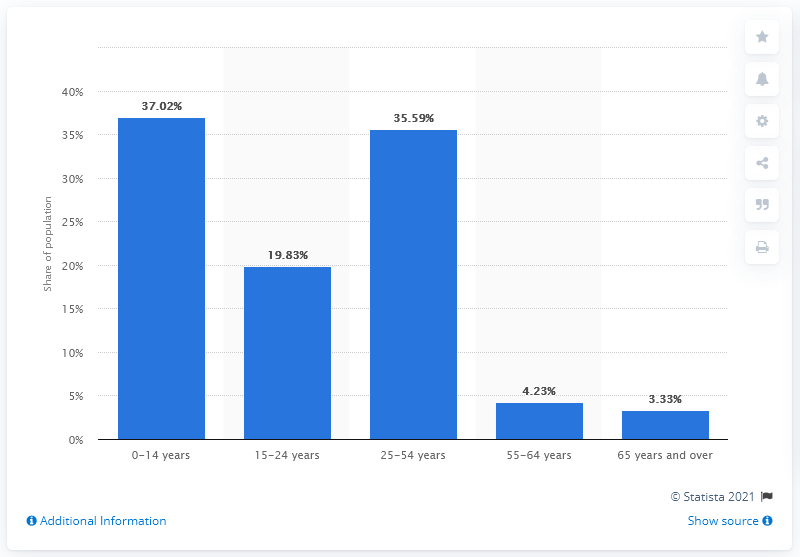 Share of population
40%
35%
30%
25%
20%
15%
10%
5%
0%
37.02%
19.83%
35.59%
4.23%
3.33%
0-14 years
15-24 years
25-54 years
55-64 years
65 years and over
© Statista 2021
Additional Information
Show source